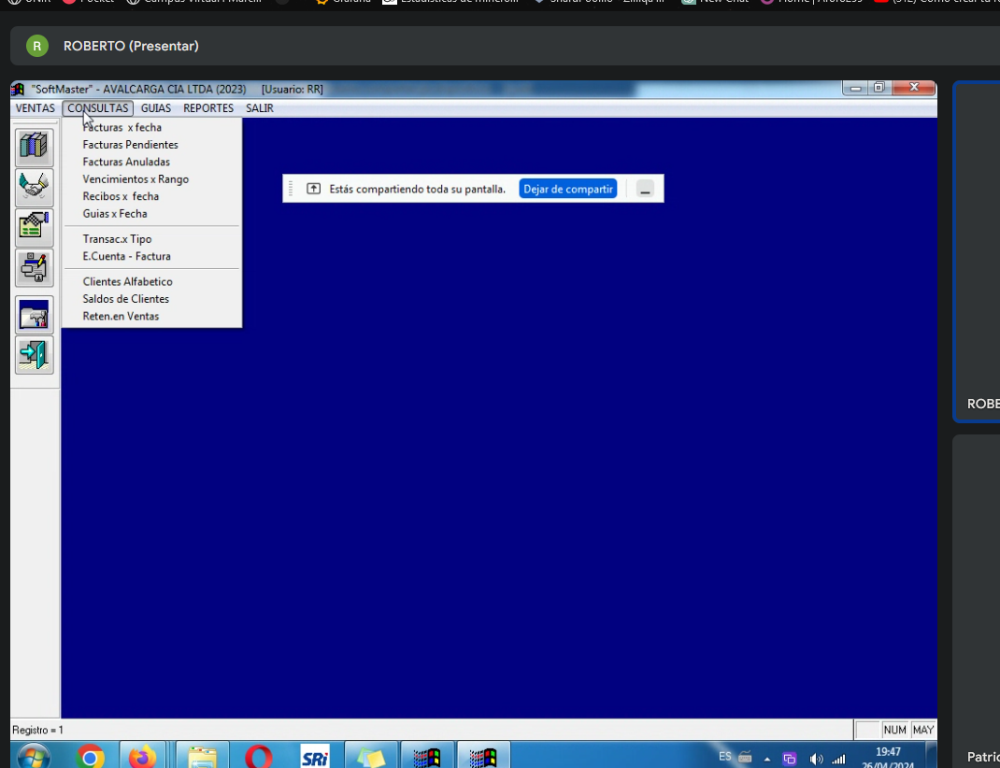 R ROBERTO (Presentar)
"SoftMaster" - AVALCARGA CIA LTDA (2023) [Usuario: RR]
VENTAS CONSULTAS GUIAS REPORTES SALIR
Facturas x fecha
Facturas Pendientes
Facturas Anuladas
Vencimientos x Rango
Recibos x fecha
Guias x Fecha
Transac.x Tipo
E.Cuenta - Factura
Clientes Alfabetico
Saldos de Clientes
Reten.en Ventas
Estás compartiendo toda su pantalla. Dejar de compartir
ROBE
Patric
Registro = 1 NUM MAY
SRi ES 19:47
26/04/2024